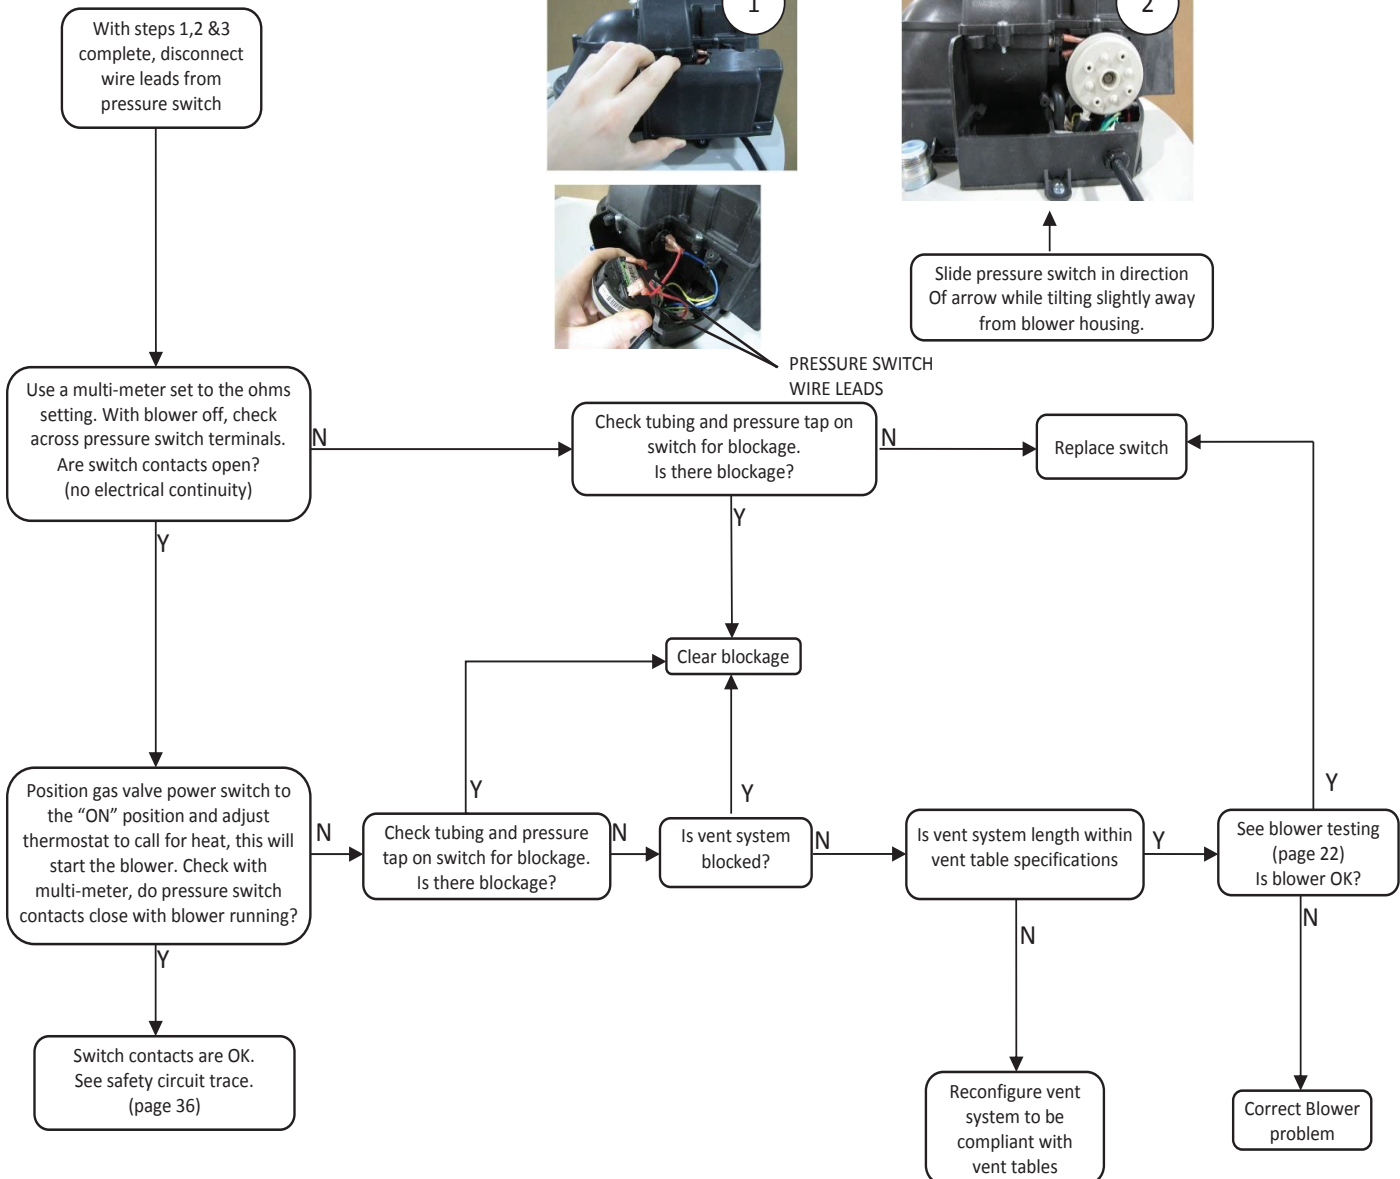 1
2
With steps 1,2 &3
complete, disconnect
wire leads from
pressure switch
Slide pressure switch in direction
Of arrow while tilting slightly away
from blower housing.
PRESSURE SWITCH
WIRE LEADS
Use a multi-meter set to the ohms
setting. With blower off, check
across pressure switch terminals.
Are switch contacts open?
(no electrical continuity)
N
Check tubing and pressure tap on
switch for blockage.
Is there blockage?
N
Replace switch
Y
Y
Clear blockage
Position gas valve power switch to
the “ON” position and adjust
thermostat to call for heat, this will
start the blower. Check with
multi-meter, do pressure switch
contacts close with blower running?
N
Y
Check tubing and pressure
tap on switch for blockage.
Is there blockage?
N
Y
Is vent system
blocked?
N
Is vent system length within
vent table specifications
Y
Y
See blower testing
(page 22)
Is blower OK?
Y
N
N
Switch contacts are OK.
See safety circuit trace.
(page 36)
Reconfigure vent
system to be
compliant with
vent tables
Correct Blower
problem